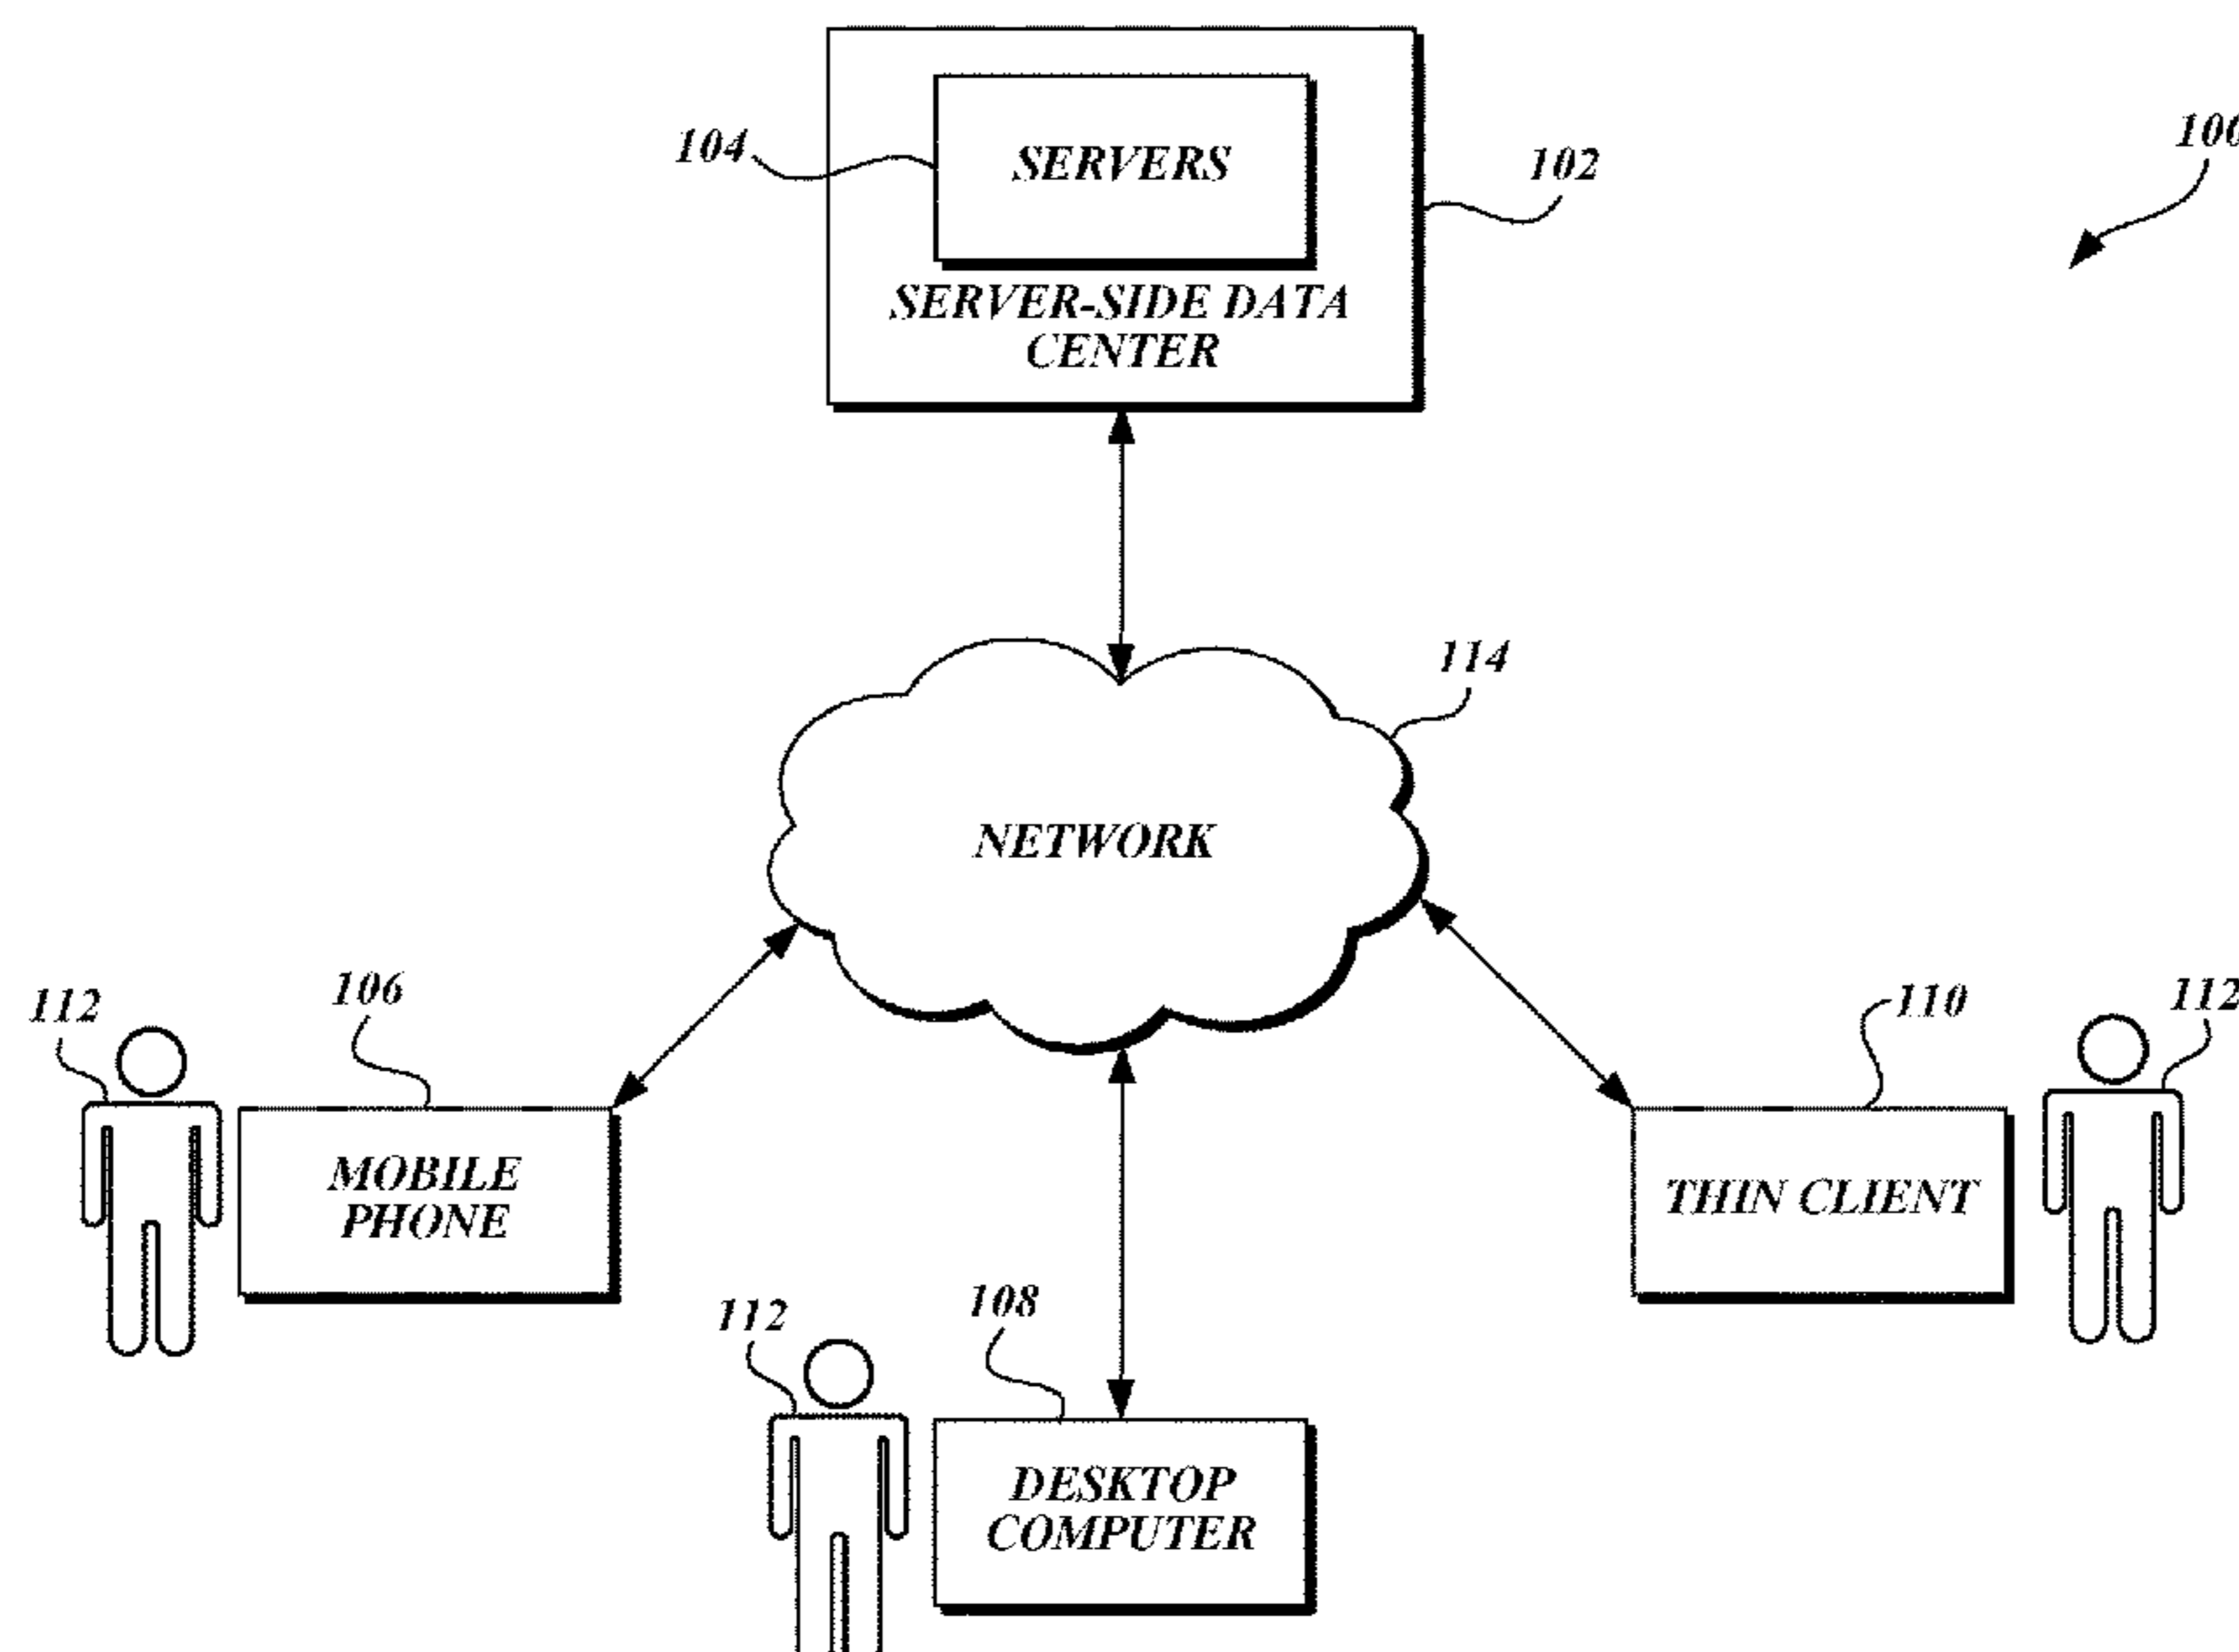 100
104
SERVERS
102
SERVER-SIDE DATA
CENTER
114
NETWORK
112
106
110
112
MOBILE
PHONE
THIN CLIENT
112
108
DESKTOP
COMPUTER